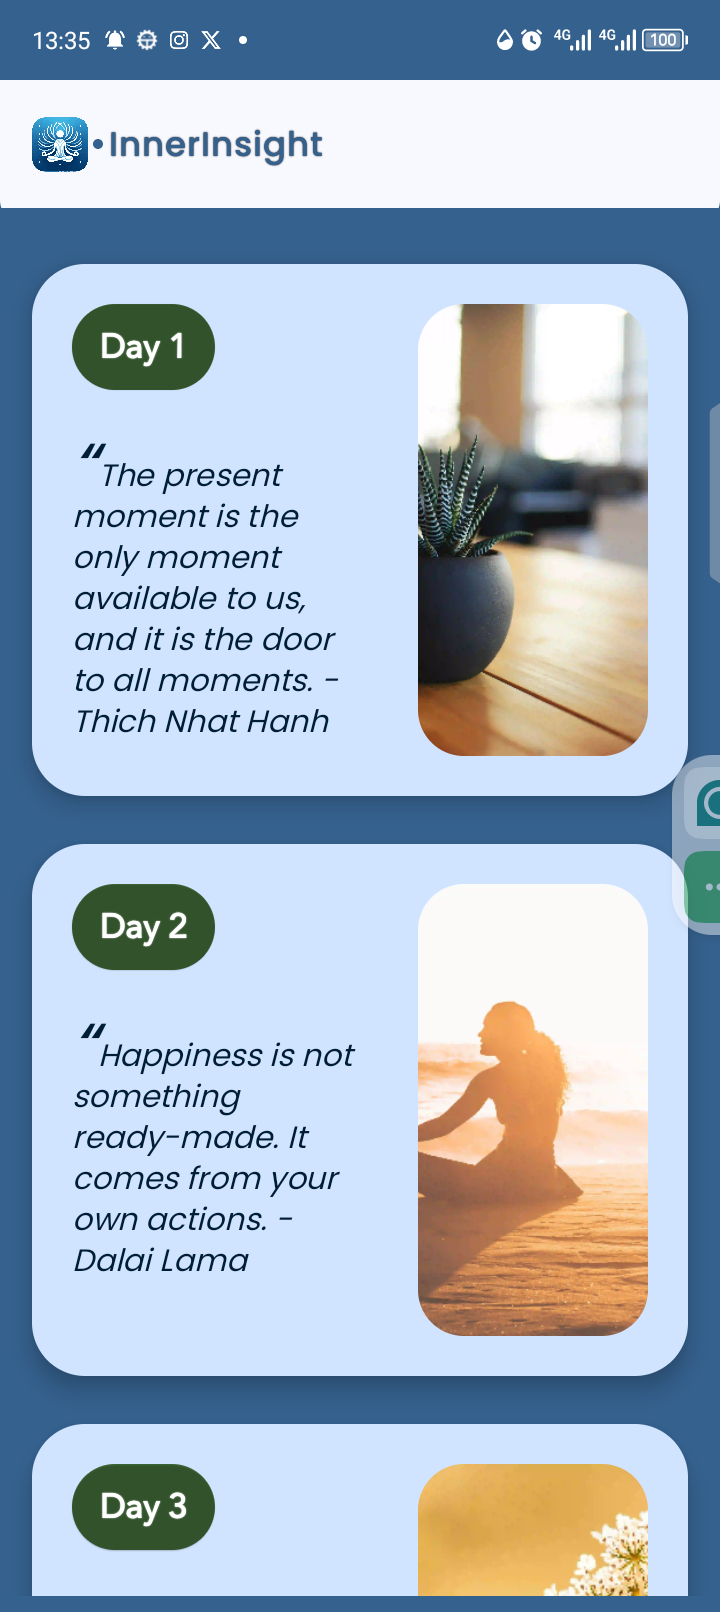 13:35
4G 4G 100
InnerInsight
Day 1
“The present
moment is the
only moment
available to us,
and it is the door
to all moments. -
Thich Nhat Hanh
Day 2
“Happiness is not
something
ready-made. It
comes from your
own actions. -
Dalai Lama
Day 3